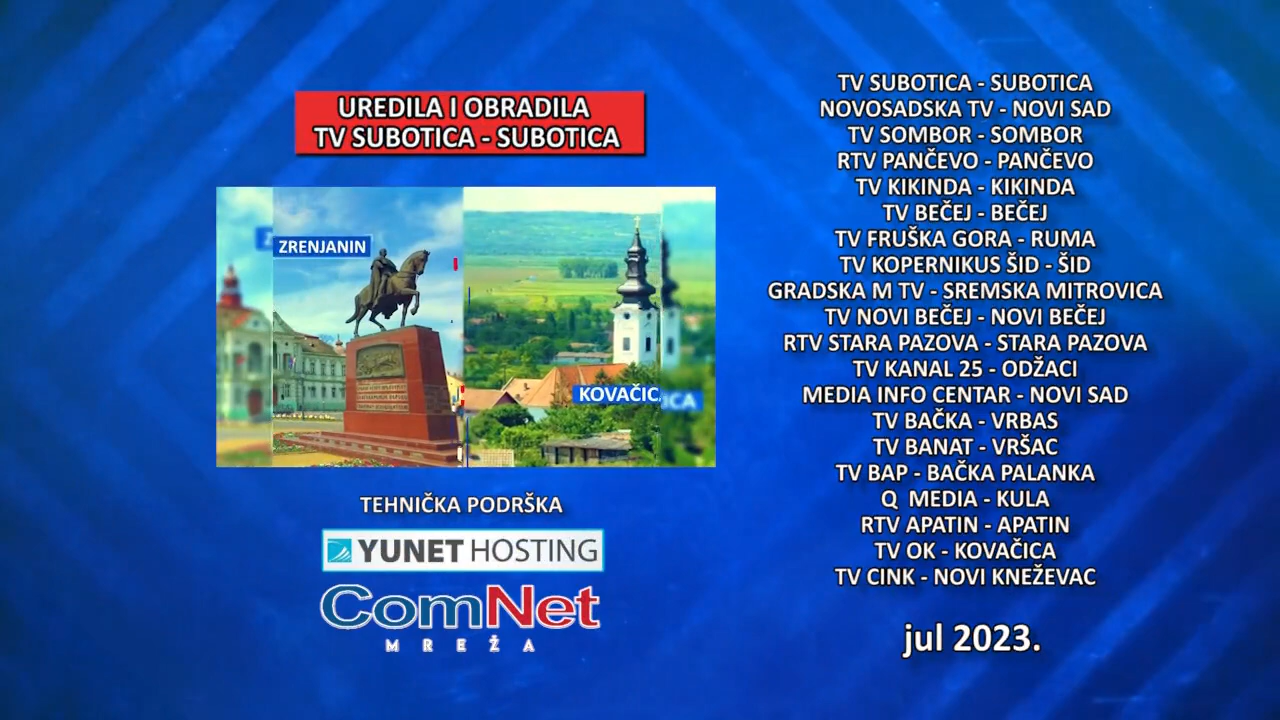 UREDILA I OBRADILA
TV SUBOTICA - SUBOTICA
ZRENJANIN
KOVAČIC
ICA
TEHNIČKA PODRŠKA
YUNET HOSTING
ComNet
MREŽA
TV SUBOTICA - SUBOTICA
NOVOSADSKA TV - NOVI SAD
TV SOMBOR - SOMBOR
RTV PANČEVO - PANČEVO
TV KIKINDA - KIKINDA
TV BEČEJ - BEČEJ
TV FRUŠKA GORA - RUMA
TV KOPERNIKUS ŠID - ŠID
GRADSKA M TV - SREMSKA MITROVICA
TV NOVI BEČEJ - NOVI BEČEJ
RTV STARA PAZOVA - STARA PAZOVA
TV KANAL 25 - ODŽACI
MEDIA INFO CENTAR - NOVI SAD
TV BAČKA - VRBAS
TV BANAT - VRŠAC
TV BAP - BAČKA PALANKA
Q MEDIA - KULA
RTV APATIN - APATIN
TV OK - KOVAČICA
TV CINK - NOVI KNEŽEVAC
jul 2023.